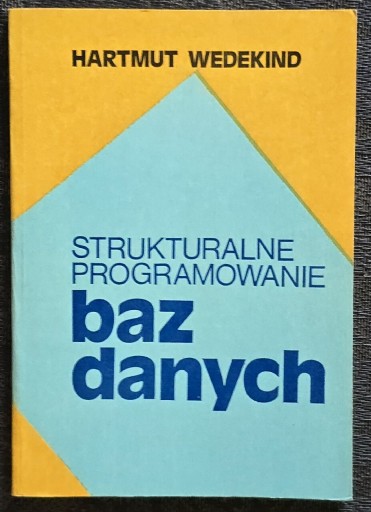 HARTMUT WEDEKIND
STRUKTURALNE
PROGRAMOWANIE
baz
danych